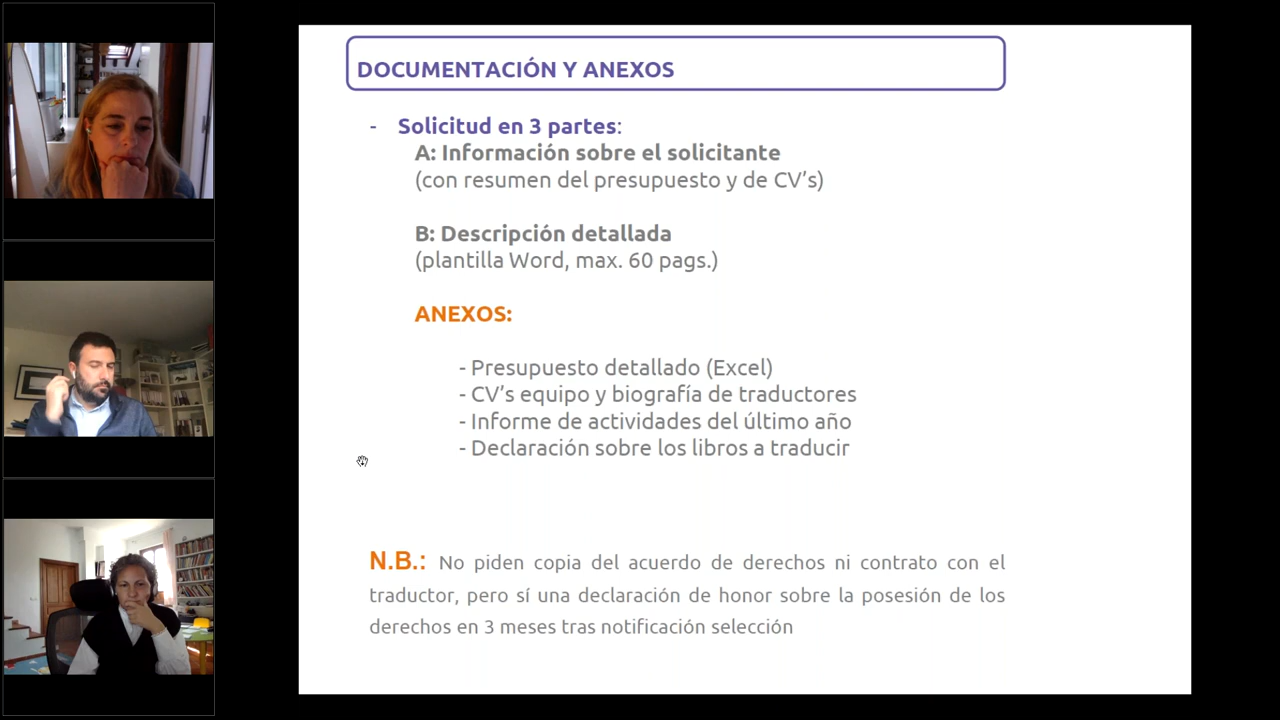 DOCUMENTACIÓN Y ANEXOS
- Solicitud en 3 partes:
A: Información sobre el solicitante
(con resumen del presupuesto y de CV’s)
B: Descripción detallada
(plantilla Word, max. 60 pags.)
ANEXOS:
- Presupuesto detallado (Excel)
- CV’s equipo y biografía de traductores
- Informe de actividades del último año
- Declaración sobre los libros a traducir
N.B.: No piden copia del acuerdo de derechos ni contrato con el
traductor, pero sí una declaración de honor sobre la posesión de los
derechos en 3 meses tras notificación selección